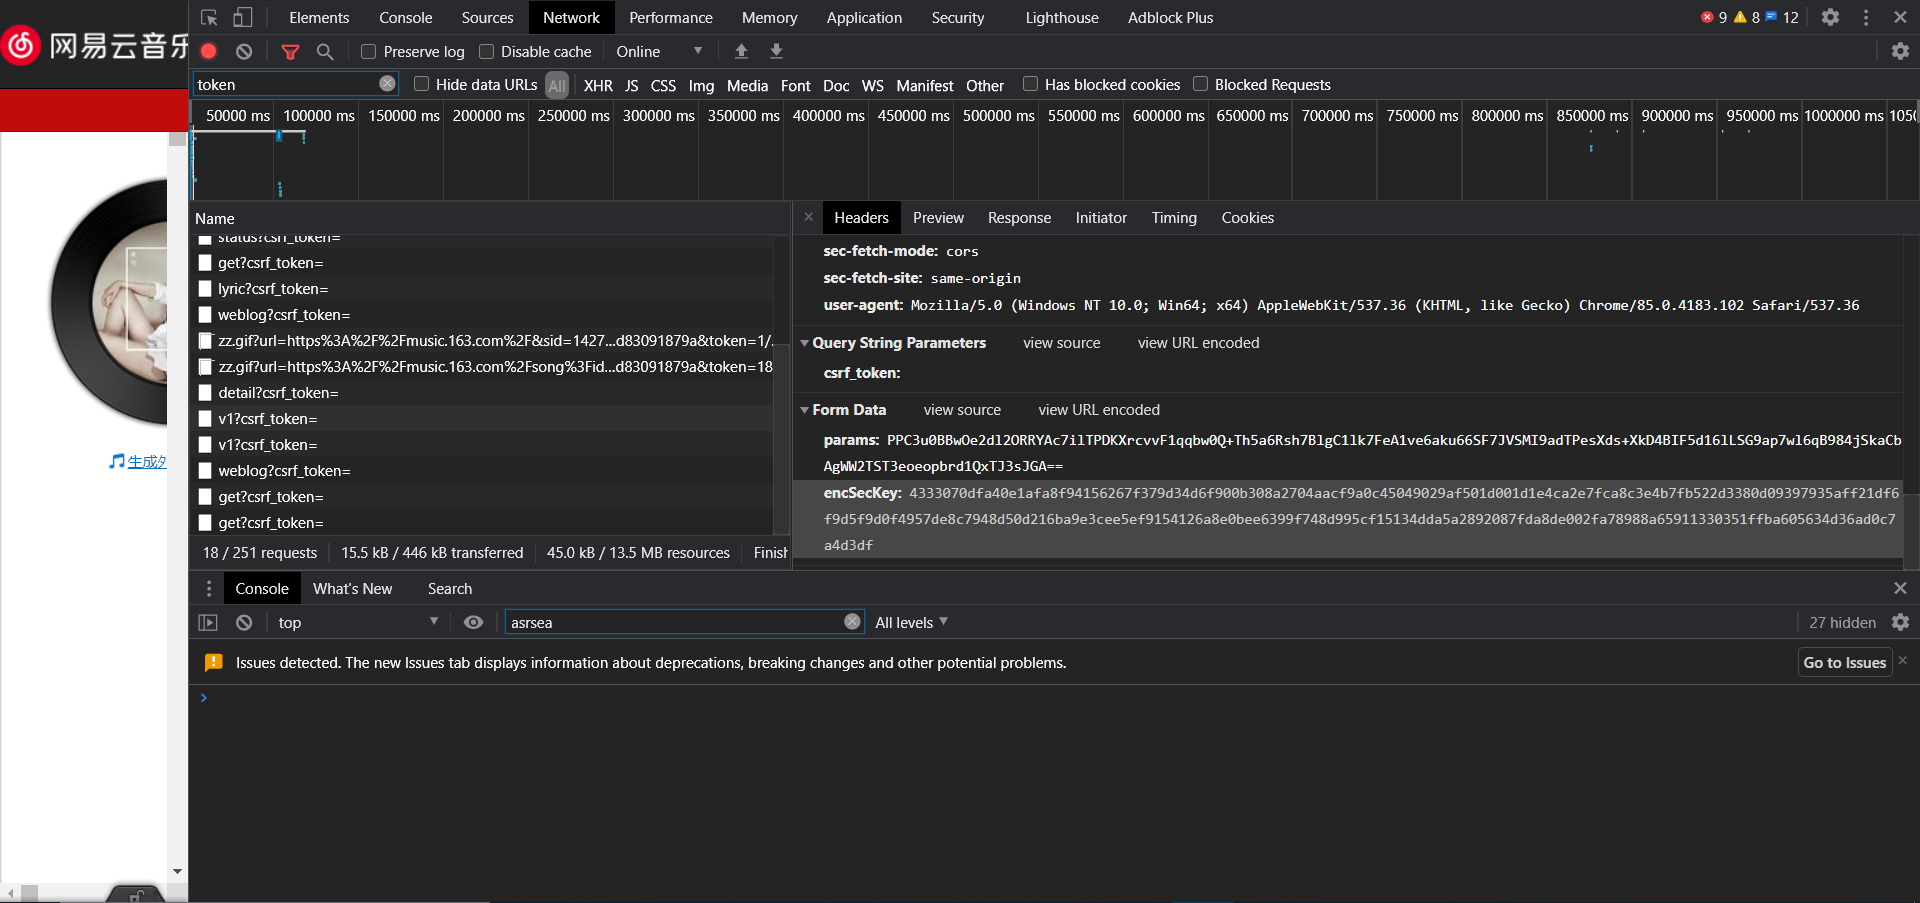 网易云音乐
生成外
Elements Console Sources Network Performance Memory Application Security Lighthouse Adblock Plus 9 8 12
Preserve log Disable cache Online
token Hide data URLs All XHR JS CSS Img Media Font Doc WS Manifest Other Has blocked cookies Blocked Requests
50000 ms 100000 ms 150000 ms 200000 ms 250000 ms 300000 ms 350000 ms 400000 ms 450000 ms 500000 ms 550000 ms 600000 ms 650000 ms 700000 ms 750000 ms 800000 ms 850000 ms 900000 ms 950000 ms 1000000 ms 105
Name
status?csrf_token=
get?csrf_token=
lyric?csrf_token=
weblog?csrf_token=
zz.gif?url=https%3A%2F%2Fmusic.163.com%2F&sid=1427...d83091879a&token=1/.
zz.gif?url=https%3A%2F%2Fmusic.163.com%2Fsong%3Fid...d83091879a&token=18
detail?csrf_token=
v1?csrf_token=
v1?csrf_token=
weblog?csrf_token=
get?csrf_token=
get?csrf_token=
18 / 251 requests 15.5 kB / 446 kB transferred 45.0 kB / 13.5 MB resources Finish
Headers Preview Response Initiator Timing Cookies
sec-fetch-mode: cors
sec-fetch-site: same-origin
user-agent: Mozilla/5.0 (Windows NT 10.0; Win64; x64) AppleWebKit/537.36 (KHTML, like Gecko) Chrome/85.0.4183.102 Safari/537.36
Query String Parameters view source view URL encoded
csrf_token:
Form Data view source view URL encoded
params: PPC3u0BBwOe2dl2ORRYAc7ilTPDKXrcvvF1qqbw0Q+Th5a6Rsh7BlgC1lk7FeA1ve6aku66SF7JVSMI9adTPesXds+XkD4BIF5d16lLSG9ap7wl6qB984jSkaCb
AgWW2TST3eoeopbrd1QxTJ3sJGA==
encSecKey: 4333070dfa40e1afa8f94156267f379d34d6f900b308a2704aacf9a0c45049029af501d001d1e4ca2e7fca8c3e4b7fb522d3380d09397935aff21df6
f9d5f9d0f4957de8c7948d50d216ba9e3cee5ef9154126a8e0bee6399f748d995cf15134dda5a2892087fda8de002fa78988a65911330351ffba605634d36ad0c7
a4d3df
Console What's New Search
top asrsea All levels 27 hidden
Issues detected. The new Issues tab displays information about deprecations, breaking changes and other potential problems. Go to Issues